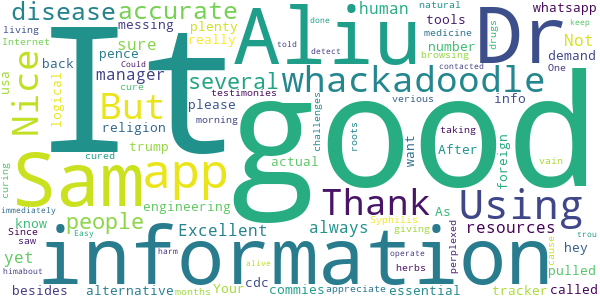 disease accurate plenty human whatsapp living
It Aliu Dr
messing sure really tools natural done keep
Internet told detect medicine drugs
usa back pence number Not demand browsing
Nice manager several whackadoodle Could contacted One
logical But please testimonies info cure
religion morning actual want good verious
trump challenges roots After foreign taking
cured
curing Sam app Thank Using vain
people engineering As Syphilis resources
immediately know Excellent always giving
Since saw Easy perplexed cause hey trou
yet information harm alive operate pulled
himabout cdc herbs
besides alternative months Your commies appreciate essential tracker called